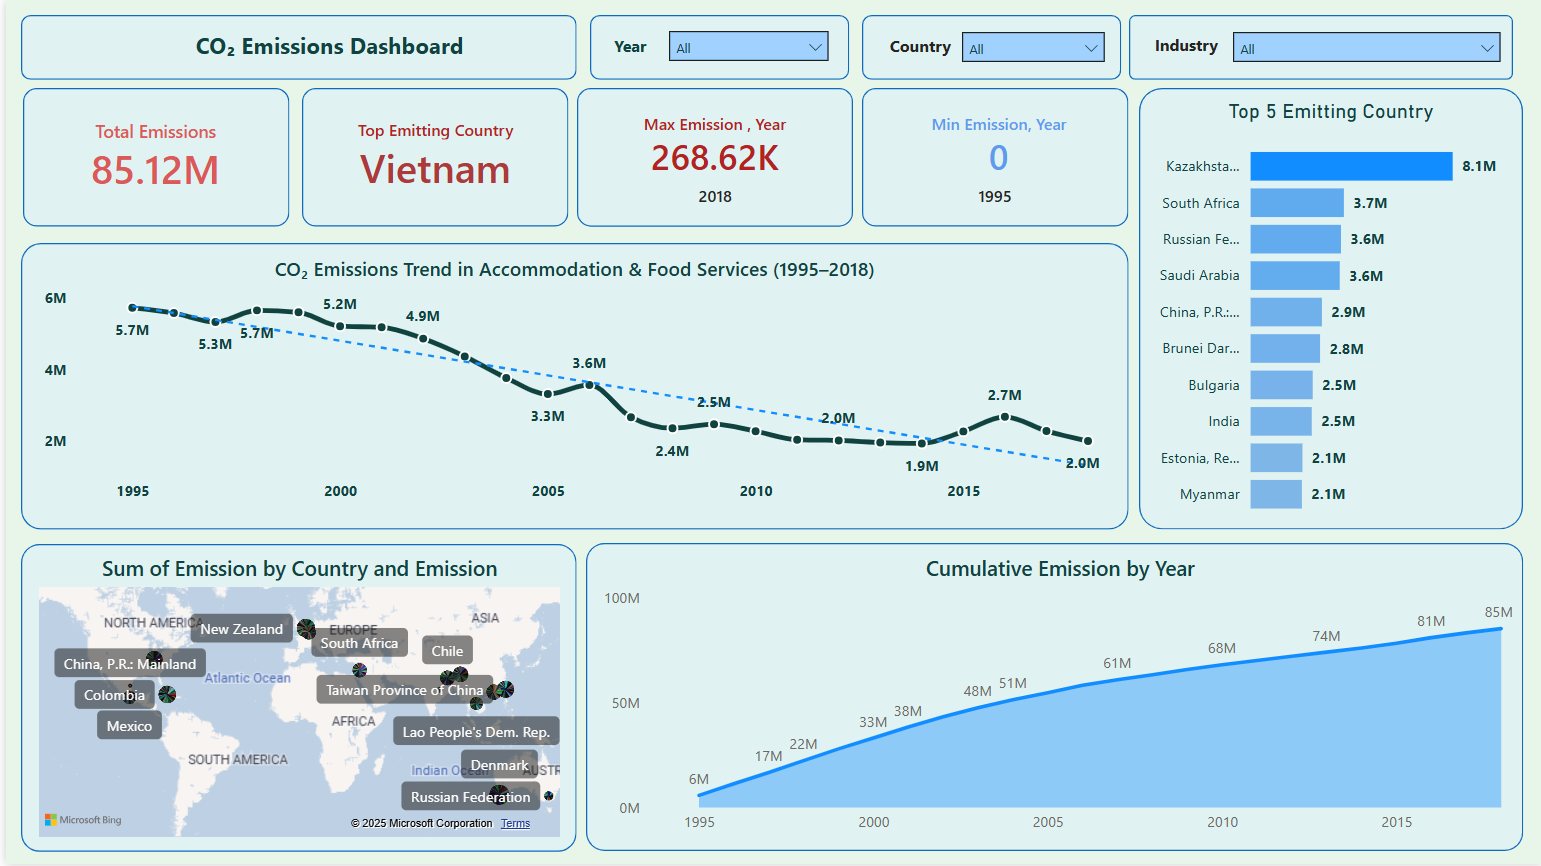 CO₂ Emissions Dashboard
Year
All
Country
All
Industry
All
Total Emissions
85.12M
Top Emitting Country
Vietnam
Max Emission , Year
268.62K
2018
Min Emission, Year
0
1995
Top 5 Emitting Country
Kazakhsta... 8.1M
South Africa 3.7M
Russian Fe... 3.6M
Saudi Arabia 3.6M
China, P.R.:... 2.9M
Brunei Dar... 2.8M
Bulgaria 2.5M
India 2.5M
Estonia, Re... 2.1M
Myanmar 2.1M
CO₂ Emissions Trend in Accommodation & Food Services (1995–2018)
6M
4M
2M
5.7M
5.3M
5.7M
5.2M
4.9M
3.3M
3.6M
2.4M
2.5M
2.0M
1.9M
2.7M
2.0M
1995 2000 2005 2010 2015
Sum of Emission by Country and Emission
NORTH AMERICA
EUROPE
ASIA
New Zealand
South Africa
Chile
China, P.R.: Mainland
Atlantic Ocean
Colombia
Taiwan Province of China
Mexico
AFRICA
Lao People's Dem. Rep.
SOUTH AMERICA
Denmark
Indian Ocean
AUSTR
Russian Federation
Microsoft Bing
© 2025 Microsoft Corporation Terms
Cumulative Emission by Year
100M
50M
0M
6M
17M
22M
33M
38M
48M
51M
61M
68M
74M
81M
85M
1995 2000 2005 2010 2015